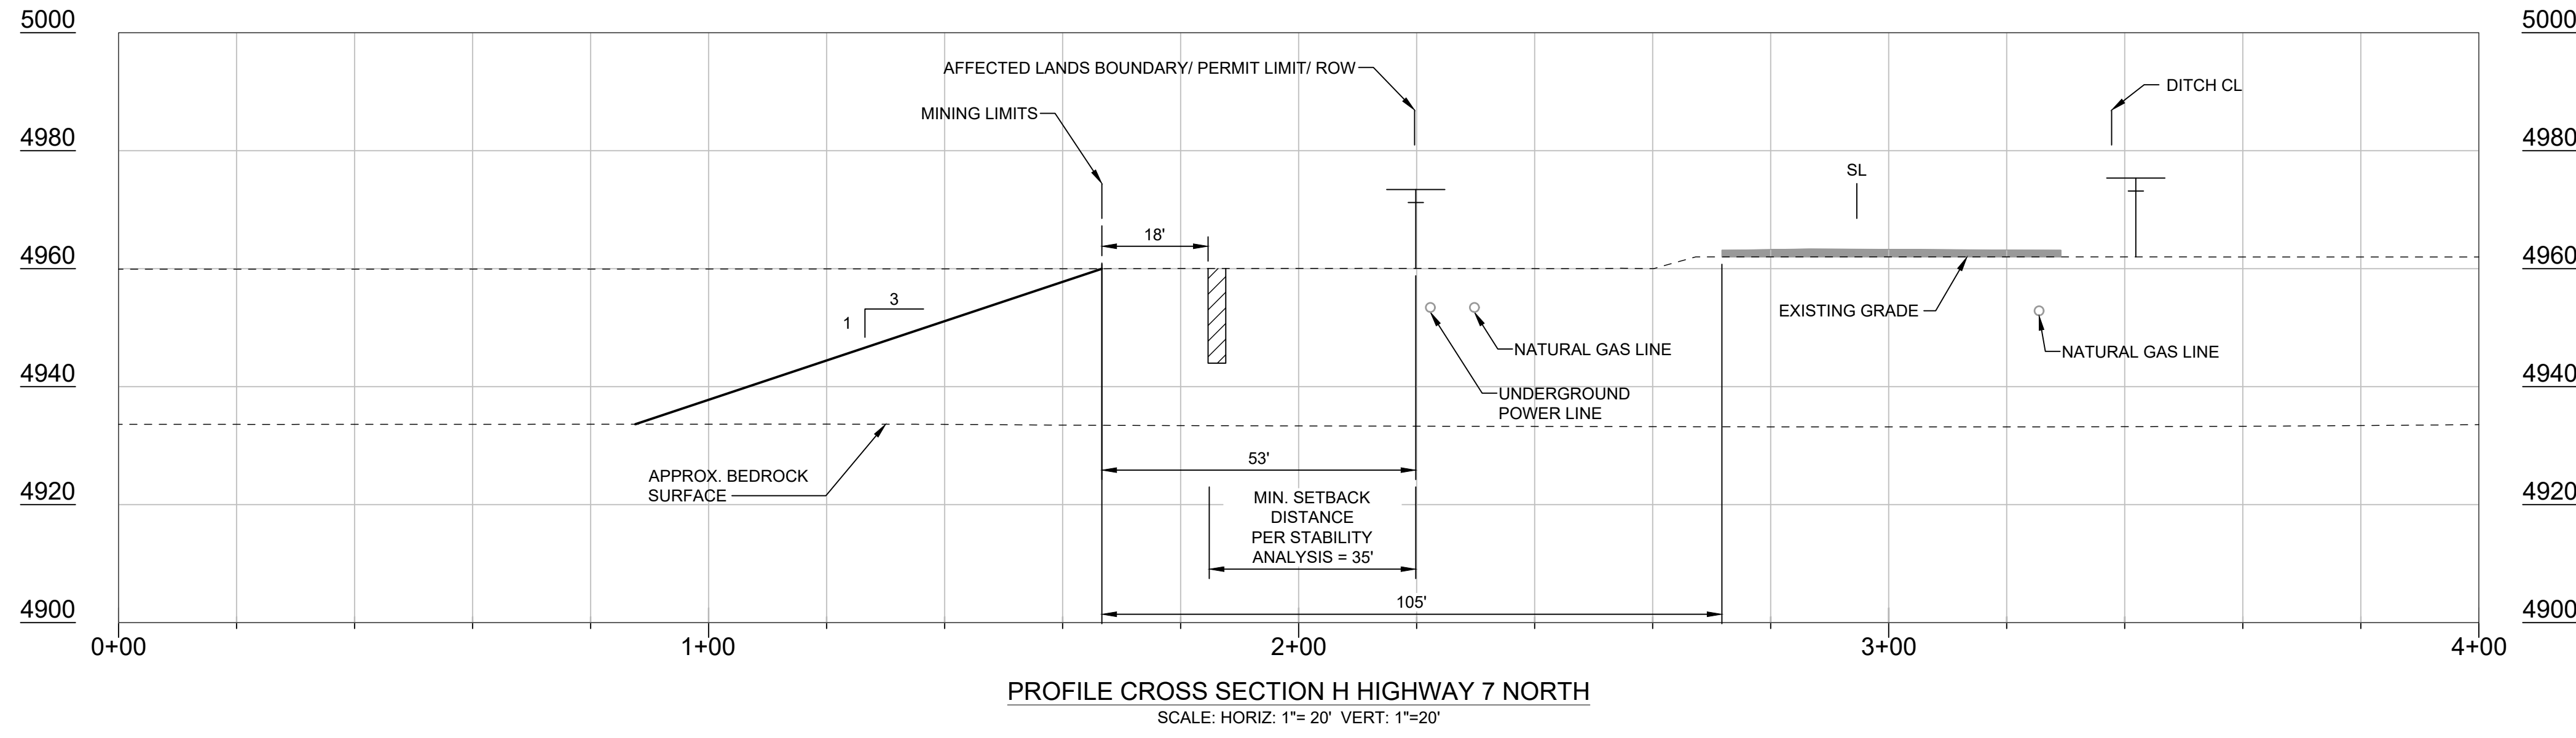 5000
5000
AFFECTED LANDS BOUNDARY/ PERMIT LIMIT/ ROW
DITCH CL
MINING LIMITS
4980
4980
SL
18'
4960
4960
3
1
EXISTING GRADE
NATURAL GAS LINE
NATURAL GAS LINE
4940
4940
UNDERGROUND
POWER LINE
53'
APPROX. BEDROCK
SURFACE
MIN. SETBACK
DISTANCE
PER STABILITY
ANALYSIS = 35'
4920
4920
105'
4900
4900
0+00
1+00
2+00
3+00
4+00
PROFILE CROSS SECTION H HIGHWAY 7 NORTH
SCALE: HORIZ: 1"= 20' VERT: 1"=20'